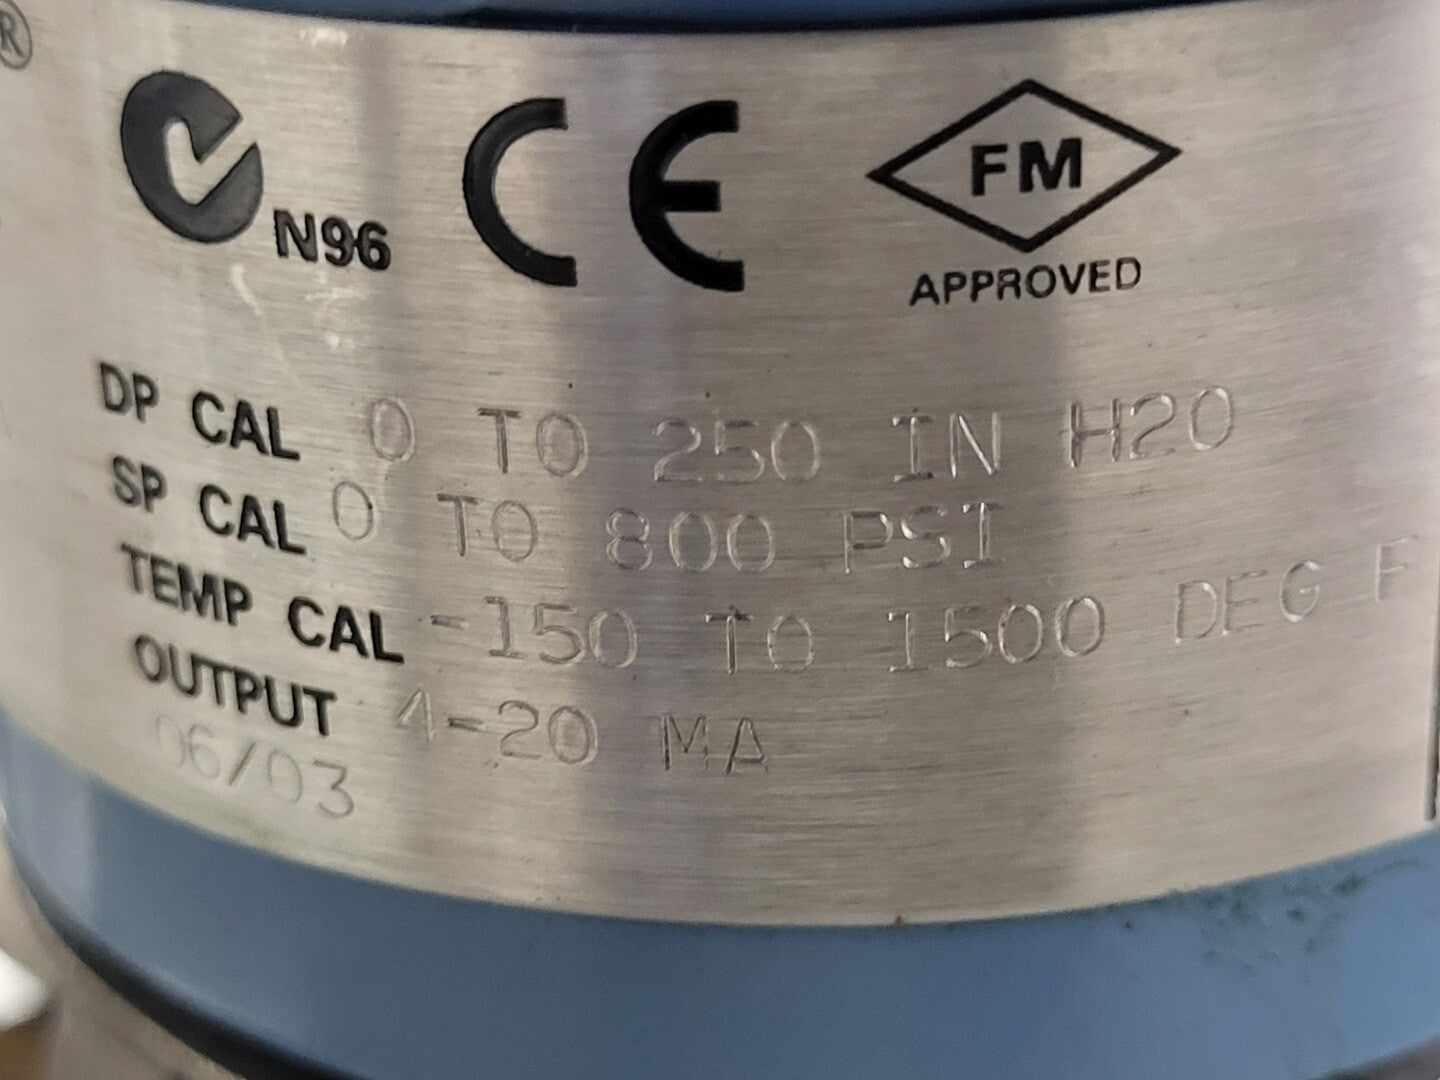 ®
N96 CE FM
APPROVED
DP CAL 0 TO 250 IN H2O
SP CAL 0 TO 800 PSI
TEMP CAL -150 TO 1500 DEG F
OUTPUT 4-20 MA
06/03